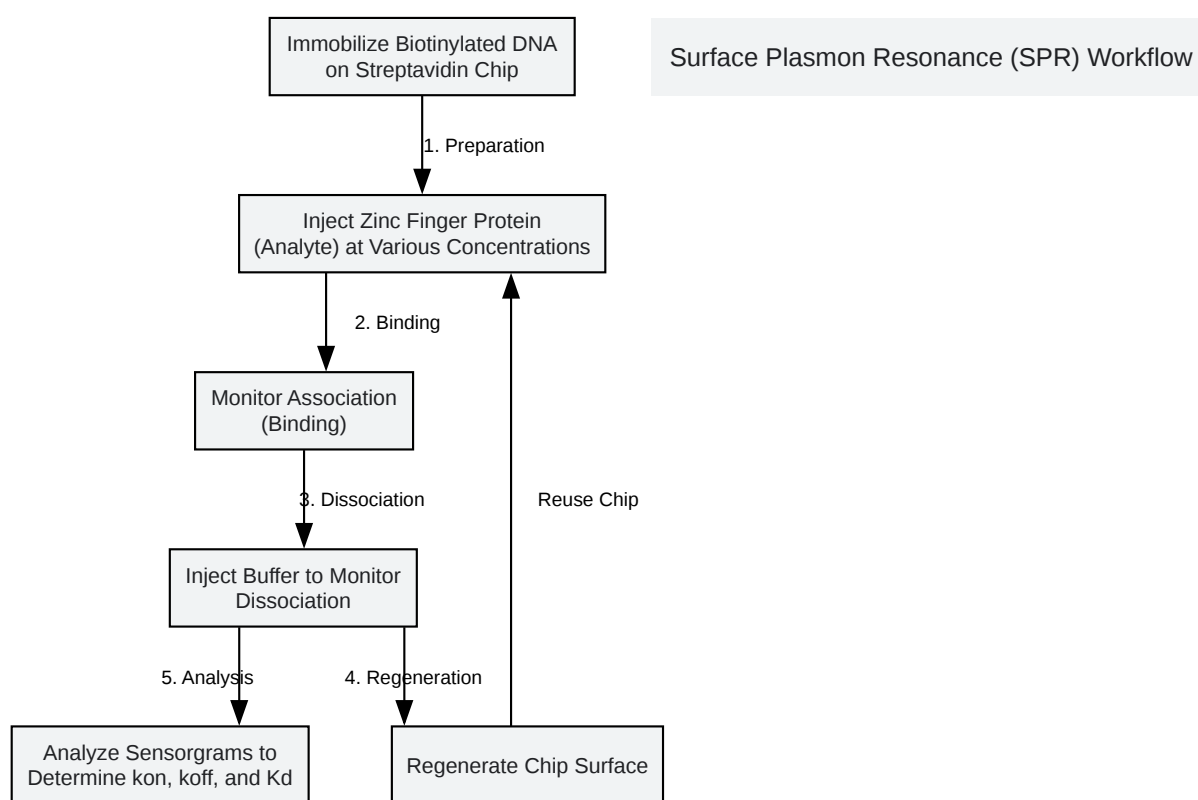 Immobilize Biotinylated DNA
on Streptavidin Chip
Surface Plasmon Resonance (SPR) Workflow
1. Preparation
Inject Zinc Finger Protein
(Analyte) at Various Concentrations
2. Binding
Monitor Association
(Binding)
3. Dissociation
Reuse Chip
Inject Buffer to Monitor
Dissociation
5. Analysis
4. Regeneration
Analyze Sensorgrams to
Determine kon, koff, and Kd
Regenerate Chip Surface